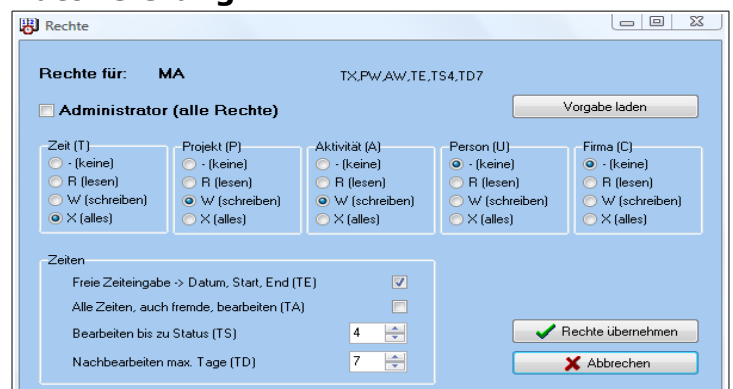 Rechte
Rechte für: MA TX,PW,AW,TE,TS4,TD7
Administrator (alle Rechte) Vorgabe laden
Zeit (T) Projekt (P) Aktivität (A) Person (U) Firma (C)
- (keine) - (keine) - (keine) - (keine) - (keine)
R (lesen) R (lesen) R (lesen) R (lesen) R (lesen)
W (schreiben) W (schreiben) W (schreiben) W (schreiben) W (schreiben)
X (alles) X (alles) X (alles) X (alles) X (alles)
Zeiten
Freie Zeiteingabe -> Datum, Start, End (TE)
Alle Zeiten, auch fremde, bearbeiten (TA)
Bearbeiten bis zu Status (TS) 4 Rechte übernehmen
Nachbearbeiten max. Tage (TD) 7 Abbrechen